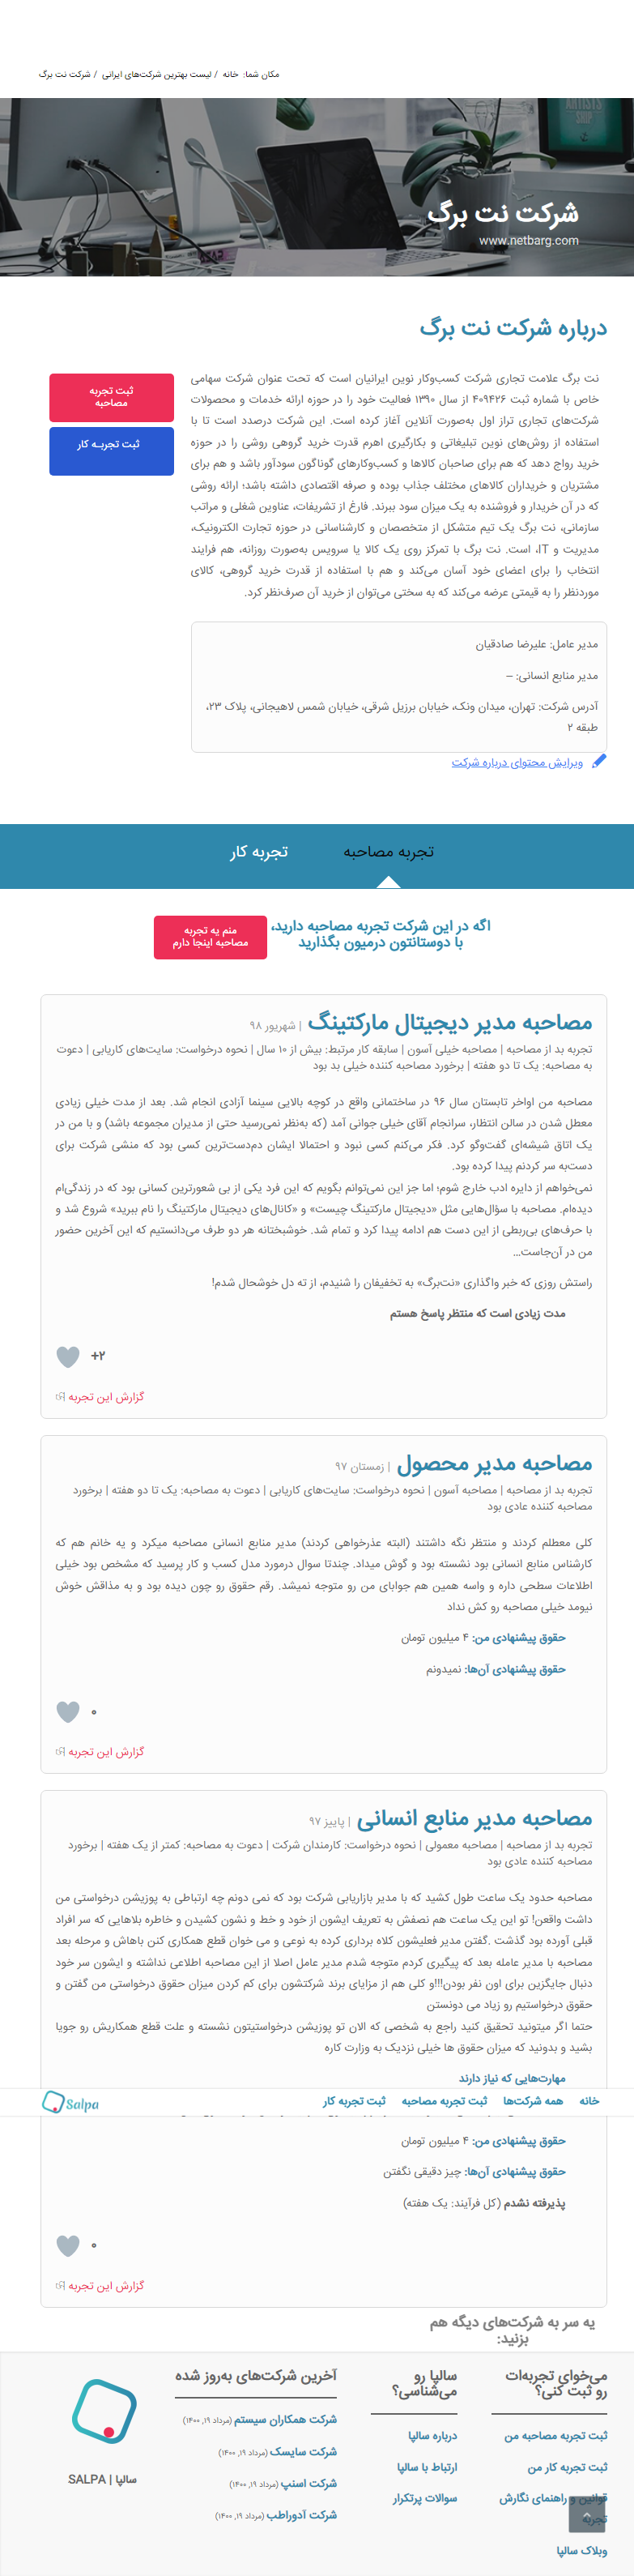 مکان شما: خانه / لیست بهترین شرکت‌های ایرانی / شرکت نت برگ
ARTISTS
SHIP
شرکت نت برگ
www.netbarg.com
درباره شرکت نت برگ
نت برگ علامت تجاری شرکت کسب‌وکار نوین ایرانیان است که تحت عنوان شرکت سهامی
خاص با شماره ثبت ۴۰۹۴۲۶ از سال ۱۳۹۰ فعالیت خود را در حوزه ارائه خدمات و محصولات
شرکت‌های تجاری تراز اول به‌صورت آنلاین آغاز کرده است. این شرکت درصدد است تا با
استفاده از روش‌های نوین تبلیغاتی و بکارگیری اهرم قدرت خرید گروهی روشی را در حوزه
خرید رواج دهد که هم برای صاحبان کالاها و کسب‌وکارهای گوناگون سودآور باشد و هم برای
مشتریان و خریداران کالاهای مختلف جذاب بوده و صرفه اقتصادی داشته باشد؛ ارائه روشی
که در آن خریدار و فروشنده به یک میزان سود ببرند. فارغ از تشریفات، عناوین شغلی و مراتب
سازمانی، نت برگ یک تیم متشکل از متخصصان و کارشناسانی در حوزه تجارت الکترونیک،
مدیریت و IT، است. نت برگ با تمرکز روی یک کالا یا سرویس به‌صورت روزانه، هم فرایند
انتخاب را برای اعضای خود آسان می‌کند و هم با استفاده از قدرت خرید گروهی، کالای
موردنظر را به قیمتی عرضه می‌کند که به سختی می‌توان از خرید آن صرف‌نظر کرد.
ثبت تجربه
مصاحبه
ثبت تجربـه کار
مدیر عامل: علیرضا صادقیان
مدیر منابع انسانی: –
آدرس شرکت: تهران، میدان ونک، خیابان برزیل شرقی، خیابان شمس لاهیجانی، پلاک ۲۳،
طبقه ۲
ویرایش محتوای درباره شرکت
تجربه مصاحبه
تجربه کار
اگه در این شرکت تجربه مصاحبه دارید،
با دوستانتون درمیون بگذارید
منم یه تجربه
مصاحبه اینجا دارم
مصاحبه مدیر دیجیتال مارکتینگ | شهریور ۹۸
تجربه بد از مصاحبه | مصاحبه خیلی آسون | سابقه کار مرتبط: بیش از ۱۰ سال | نحوه درخواست: سایت‌های کاریابی | دعوت
به مصاحبه: یک تا دو هفته | برخورد مصاحبه کننده خیلی بد بود
مصاحبه من اواخر تابستان سال ۹۶ در ساختمانی واقع در کوچه بالایی سینما آزادی انجام شد. بعد از مدت خیلی زیادی
معطل شدن در سالن انتظار، سرانجام آقای خیلی جوانی آمد (که به‌نظر نمی‌رسید حتی از مدیران مجموعه باشد) و با من در
یک اتاق شیشه‌ای گفت‌وگو کرد. فکر می‌کنم کسی نبود و احتمالا ایشان دم‌دست‌ترین کسی بود که منشی شرکت برای
دست‌به سر کردنم پیدا کرده بود.
نمی‌خواهم از دایره ادب خارج شوم؛ اما جز این نمی‌توانم بگویم که این فرد یکی از بی شعورترین کسانی بود که در زندگی‌ام
دیده‌ام. مصاحبه با سؤال‌هایی مثل «دیجیتال مارکتینگ چیست» و «کانال‌های دیجیتال مارکتینگ را نام ببرید» شروع شد و
با حرف‌های بی‌ربطی از این دست هم ادامه پیدا کرد و تمام شد. خوشبختانه هر دو طرف می‌دانستیم که این آخرین حضور
من در آن‌جاست…
راستش روزی که خبر واگذاری «نت‌برگ» به تخفیفان را شنیدم، از ته دل خوشحال شدم!
مدت زیادی است که منتظر پاسخ هستم
+۲
گزارش این تجربه
مصاحبه مدیر محصول | زمستان ۹۷
تجربه بد از مصاحبه | مصاحبه آسون | نحوه درخواست: سایت‌های کاریابی | دعوت به مصاحبه: یک تا دو هفته | برخورد
مصاحبه کننده عادی بود
کلی معطلم کردند و منتظر نگه داشتند (البته عذرخواهی کردند) مدیر منابع انسانی مصاحبه میکرد و یه خانم هم که
کارشناس منابع انسانی بود نشسته بود و گوش میداد. چندتا سوال درمورد مدل کسب و کار پرسید که مشخص بود خیلی
اطلاعات سطحی داره و واسه همین هم جوابای من رو متوجه نمیشد. رقم حقوق رو چون دیده بود و به مذاقش خوش
نیومد خیلی مصاحبه رو کش نداد
حقوق پیشنهادی من: ۴ میلیون تومان
حقوق پیشنهادی آن‌ها: نمیدونم
۰
گزارش این تجربه
مصاحبه مدیر منابع انسانی | پاییز ۹۷
تجربه بد از مصاحبه | مصاحبه معمولی | نحوه درخواست: کارمندان شرکت | دعوت به مصاحبه: کمتر از یک هفته | برخورد
مصاحبه کننده عادی بود
مصاحبه حدود یک ساعت طول کشید که با مدیر بازاریابی شرکت بود که نمی دونم چه ارتباطی به پوزیشن درخواستی من
داشت واقعن! تو این یک ساعت هم نصفش به تعریف ایشون از خود و خط و نشون کشیدن و خاطره بلاهایی که سر افراد
قبلی آورده بود گذشت .گفتن مدیر فعلیشون کلاه برداری کرده به نوعی و می خوان قطع همکاری کنن باهاش و مرحله بعد
مصاحبه با مدیر عامله بعد که پیگیری کردم متوجه شدم مدیر عامل اصلا از این مصاحبه اطلاعی نداشته و ایشون سر خود
دنبال جایگزین برای اون نفر بودن!!!و کلی هم از مزایای برند شرکتشون برای کم کردن میزان حقوق درخواستی من گفتن و
حقوق درخواستیم رو زیاد می دونستن
حتما اگر میتونید تحقیق کنید راجع به شخصی که الان تو پوزیشن درخواستیتون نشسته و علت قطع همکاریش رو جویا
بشید و بدونید که میزان حقوق ها خیلی نزدیک به وزارت کاره
مهارت‌هایی که نیاز دارند
خانه
همه شرکت‌ها
ثبت تجربه مصاحبه
ثبت تجربه کار
Salpa
حقوق پیشنهادی من: ۴ میلیون تومان
حقوق پیشنهادی آن‌ها: چیز دقیقی نگفتن
پذیرفته نشدم (کل فرآیند: یک هفته)
۰
گزارش این تجربه
یه سر به شرکت‌های دیگه هم
بزنید:
می‌خوای تجربه‌ات
رو ثبت کنی؟
ثبت تجربه مصاحبه من
ثبت تجربه کار من
قوانین و راهنمای نگارش
تجربه
وبلاگ سالپا
سالپا رو
می‌شناسی؟
درباره سالپا
ارتباط با سالپا
سوالات پرتکرار
آخرین شرکت‌های به‌روز شده
شرکت همکاران سیستم (مرداد ۱۹, ۱۴۰۰)
شرکت سایسک (مرداد ۱۹, ۱۴۰۰)
شرکت اسنپ (مرداد ۱۹, ۱۴۰۰)
شرکت آدوراطب (مرداد ۱۹, ۱۴۰۰)
سالپا | SALPA